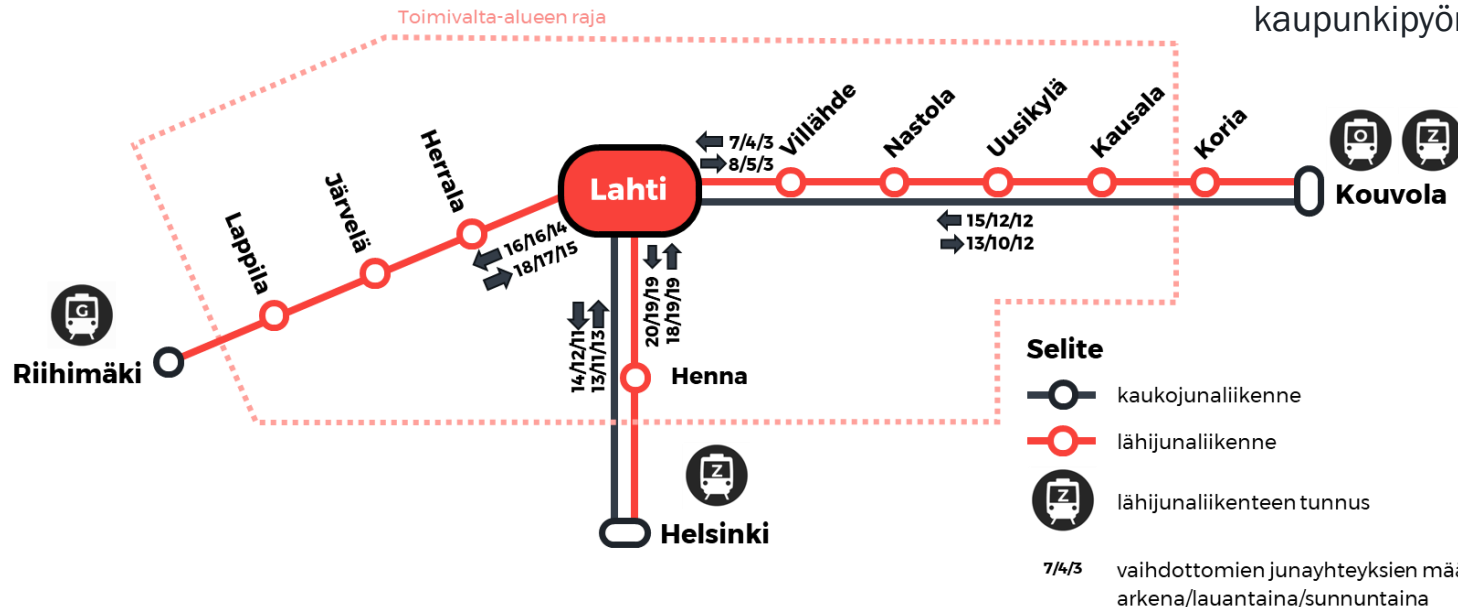 Toimivalta-alueen raja
Lappila
Järvelä
Herrala
Lahti
Villähde
Nastola
Uusikylä
Kausala
Koria
O
Z
Kouvola
7/4/3
8/5/3
15/12/12
13/10/12
16/16/14
18/17/15
G
Riihimäki
14/12/11
13/11/13
20/19/19
18/19/19
Henna
Z
Helsinki
Selite
kaukojunaliikenne
lähijunaliikenne
Z
lähijunaliikenteen tunnus
7/4/3
vaihdottomien junayhteyksien
arkena/lauantaina/sunnuntaina